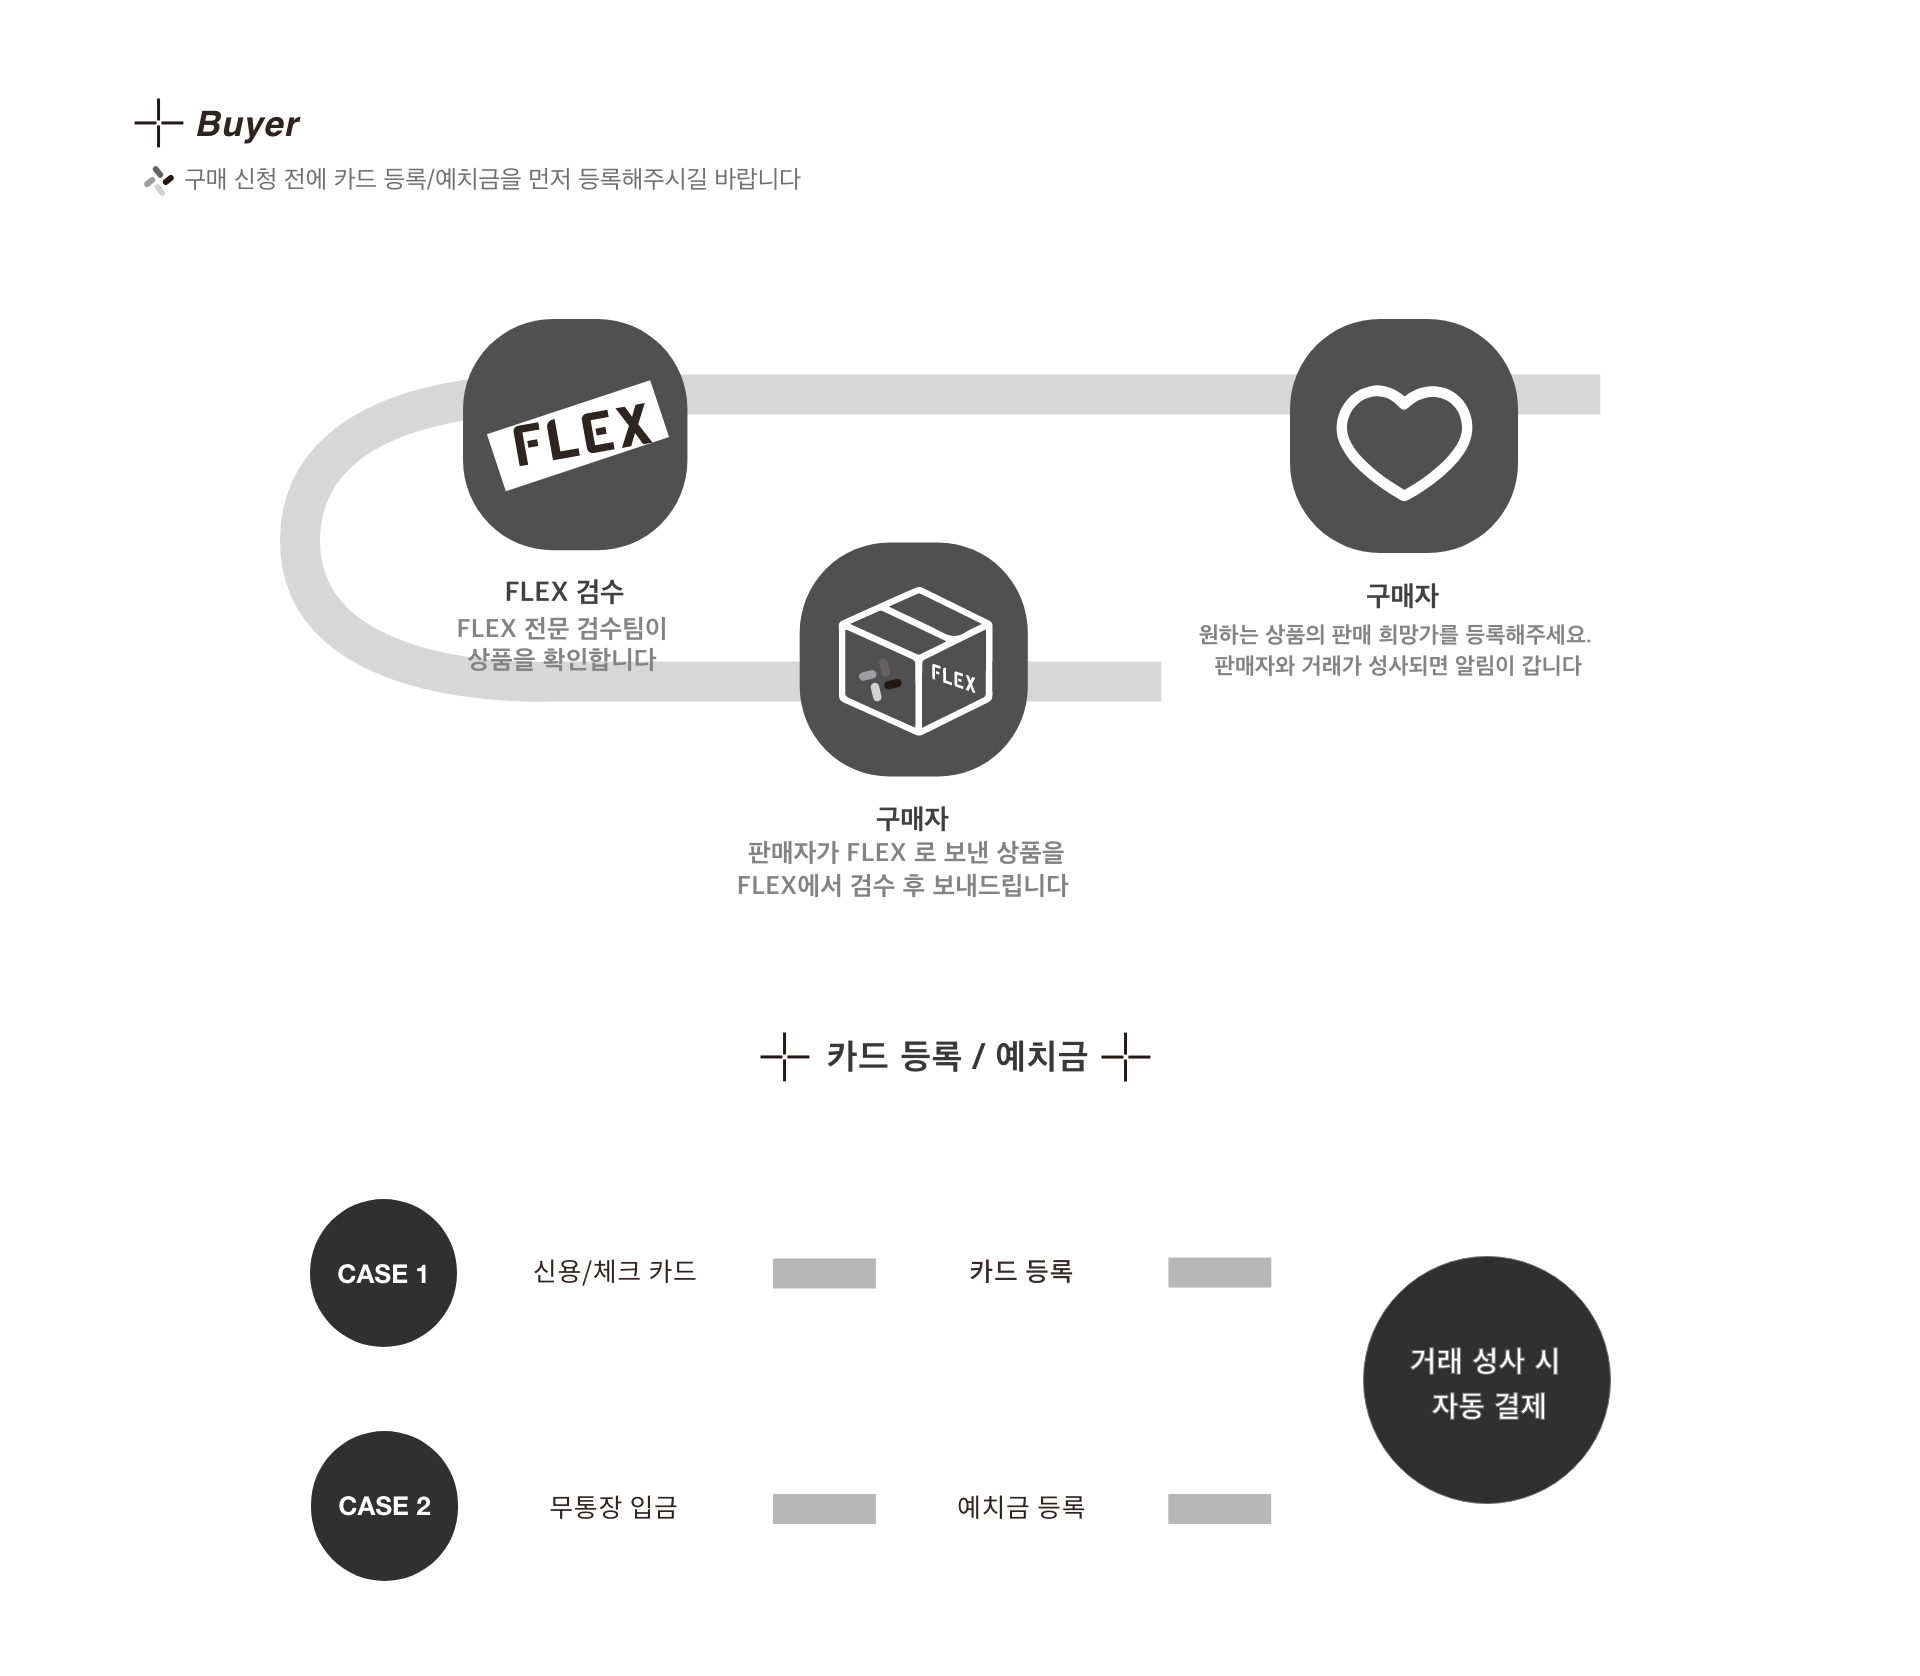 Buyer
구매 신청 전에 카드 등록/예치금을 먼저 등록해주시길 바랍니다
FLEX
FLEX 검수
FLEX 전문 검수팀이
상품을 확인합니다
구매자
원하는 상품의 판매 희망가를 등록해주세요.
판매자와 거래가 성사되면 알림이 갑니다
FLEX
구매자
판매자가 FLEX 로 보낸 상품을
FLEX에서 검수 후 보내드립니다
카드 등록 / 예치금
CASE 1
신용/체크 카드
카드 등록
거래 성사 시
자동 결제
CASE 2
무통장 입금
예치금 등록